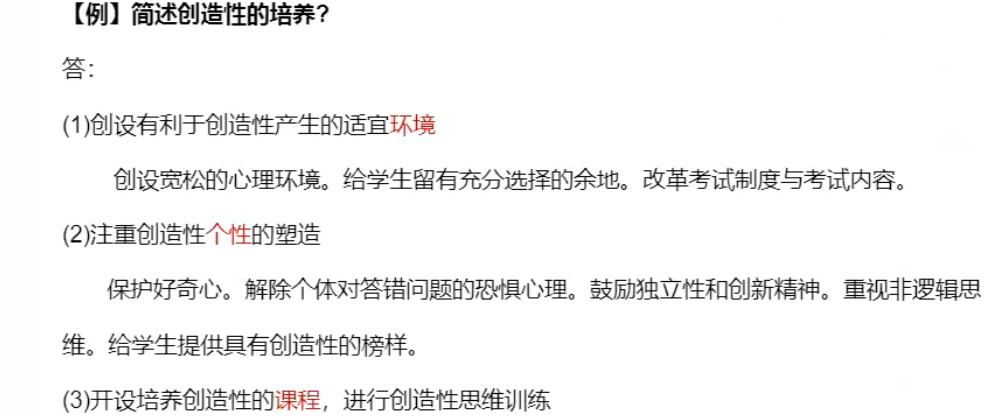 【例】简述创造性的培养?
答:
(1)创设有利于创造性产生的适宜环境
创设宽松的心理环境。给学生留有充分选择的余地。改革考试制度与考试内容。
(2)注重创造性个性的塑造
保护好奇心。解除个体对答错问题的恐惧心理。鼓励独立性和创新精神。重视非逻辑思
维。给学生提供具有创造性的榜样。
(3)开设培养创造性的课程，进行创造性思维训练